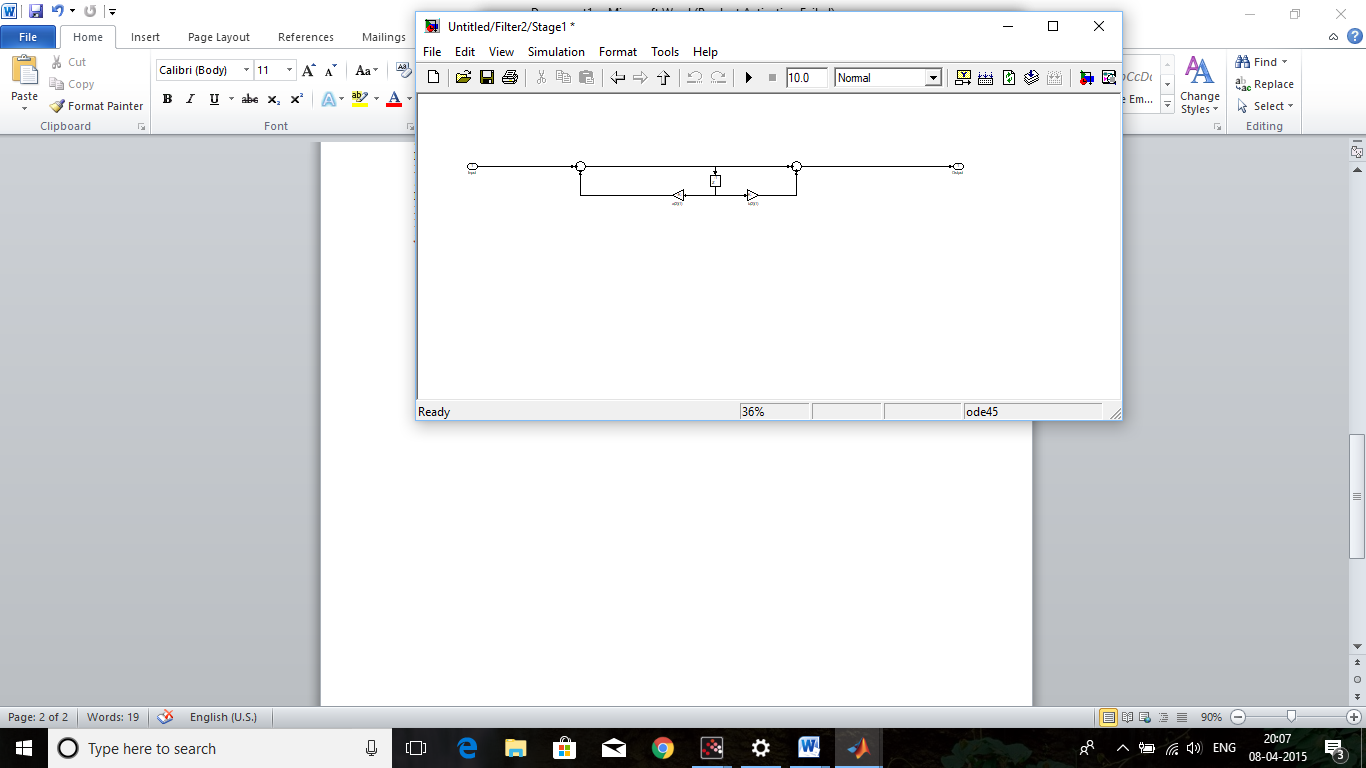 Untitled/Filter2/Stage1 *
File Home Insert Page Layout References Mailings
File Edit View Simulation Format Tools Help
Cut
Copy
Format Painter
Paste
Clipboard
Calibri (Body) 11
Font
10.0 Normal
Change Styles
Find
Replace
Select
Editing
Input
Output
Ready 36% ode45
Page: 2 of 2 Words: 19 English (U.S.) 90%
Type here to search
ENG
20:07
08-04-2015
3